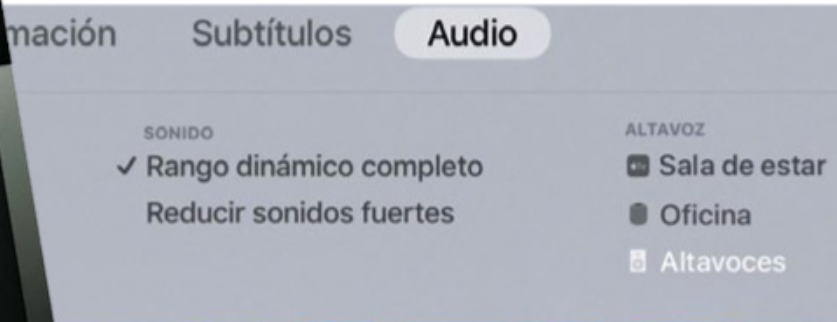 mación Subtítulos Audio
SONIDO
✓ Rango dinámico completo
Reducir sonidos fuertes
ALTAVOZ
Sala de estar
Oficina
Altavoces